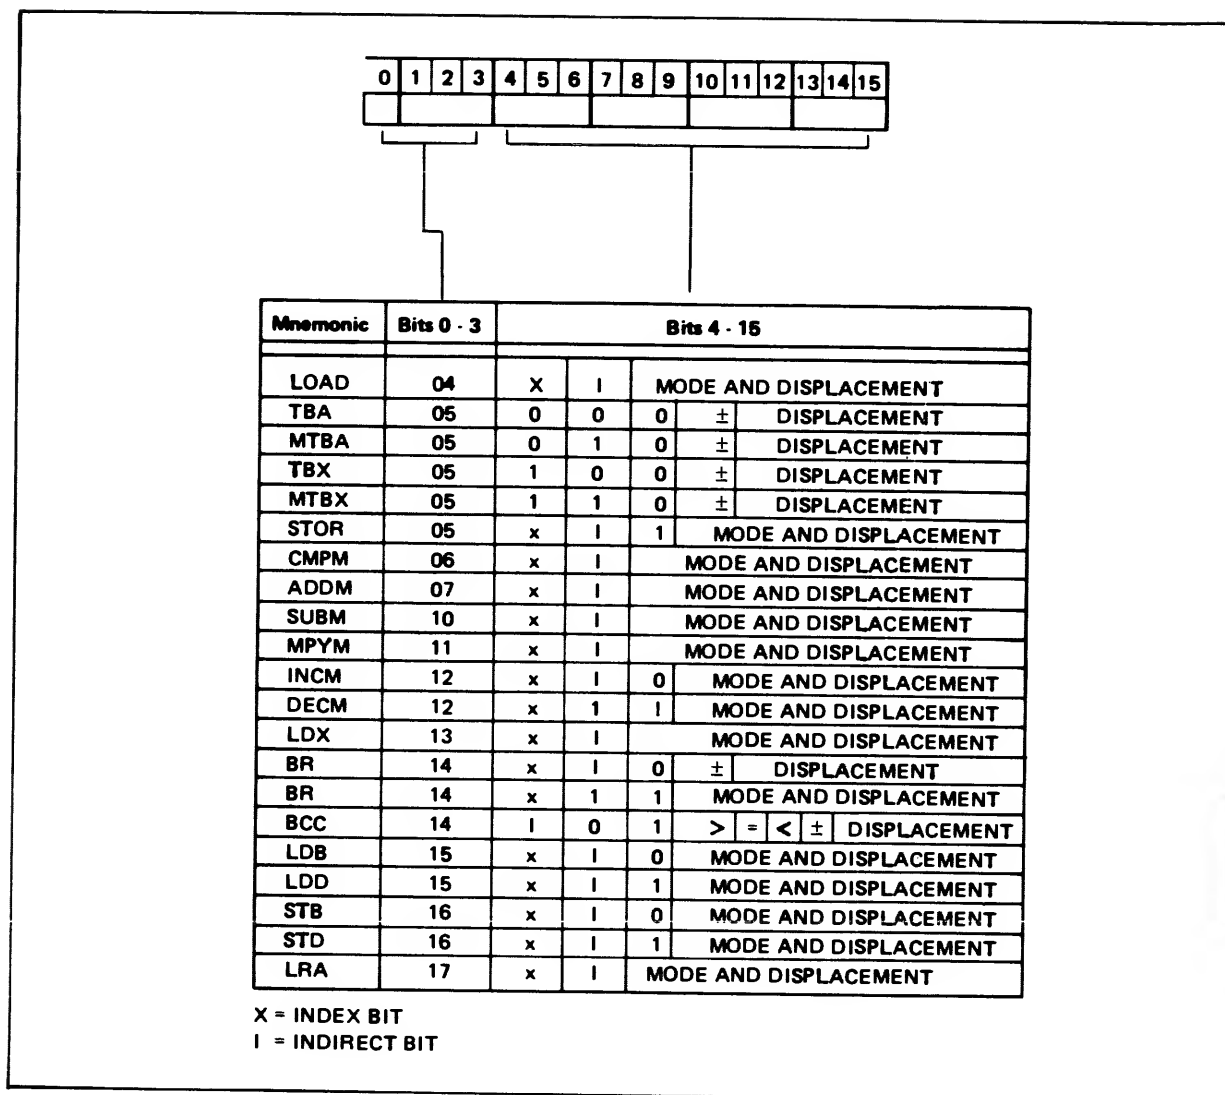 0 1 2 3 4 5 6 7 8 9 10 11 12 13 14 15
Mnemonic Bits 0 - 3 Bits 4 - 15
LOAD 04 X I MODE AND DISPLACEMENT
TBA 05 0 0 0 ± DISPLACEMENT
MTBA 05 0 1 0 ± DISPLACEMENT
TBX 05 1 0 0 ± DISPLACEMENT
MTBX 05 1 1 0 ± DISPLACEMENT
STOR 05 x I 1 MODE AND DISPLACEMENT
CMPM 06 x I MODE AND DISPLACEMENT
ADDM 07 x I MODE AND DISPLACEMENT
SUBM 10 x I MODE AND DISPLACEMENT
MPYM 11 x I MODE AND DISPLACEMENT
INCM 12 x I 0 MODE AND DISPLACEMENT
DECM 12 x 1 I MODE AND DISPLACEMENT
LDX 13 x I MODE AND DISPLACEMENT
BR 14 x I 0 ± DISPLACEMENT
BR 14 x 1 1 MODE AND DISPLACEMENT
BCC 14 I 0 1 > = < ± DISPLACEMENT
LDB 15 x I 0 MODE AND DISPLACEMENT
LDD 15 x I 1 MODE AND DISPLACEMENT
STB 16 x I 0 MODE AND DISPLACEMENT
STD 16 x I 1 MODE AND DISPLACEMENT
LRA 17 x I MODE AND DISPLACEMENT
X = INDEX BIT
I = INDIRECT BIT